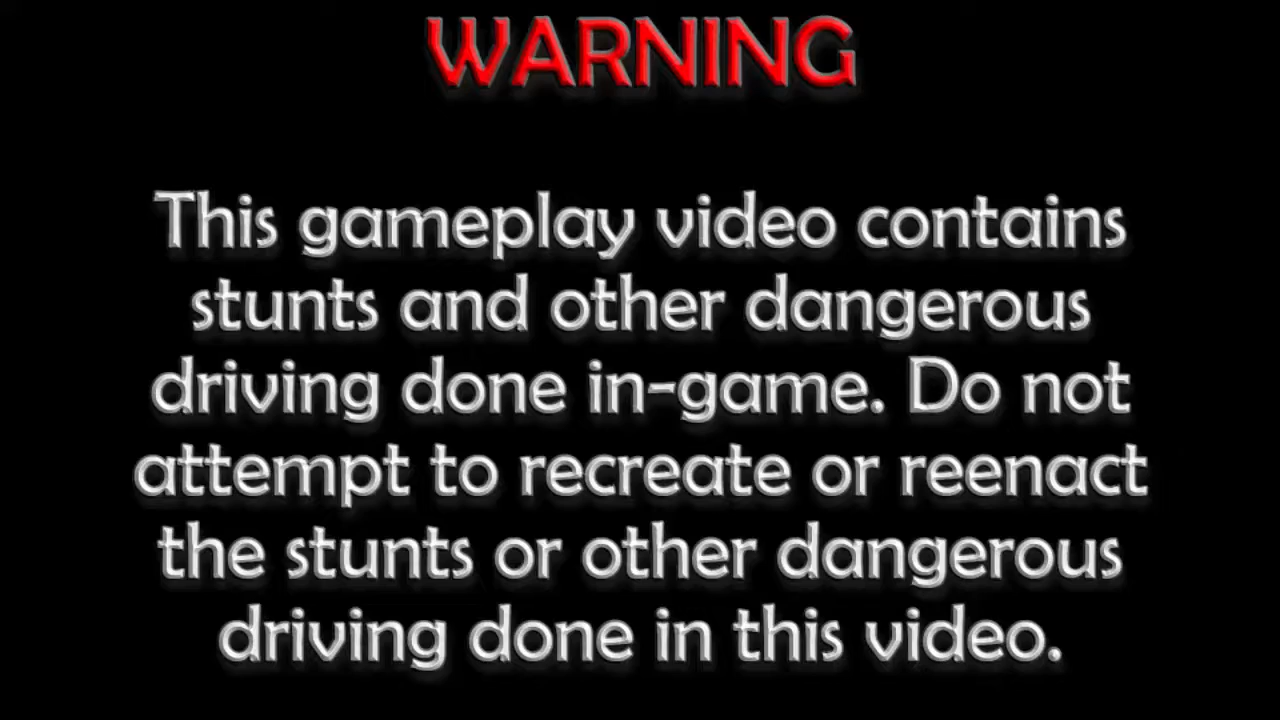 WARNING
This gameplay video contains
stunts and other dangerous
driving done in-game. Do not
attempt to recreate or reenact
the stunts or other dangerous
driving done in this video.